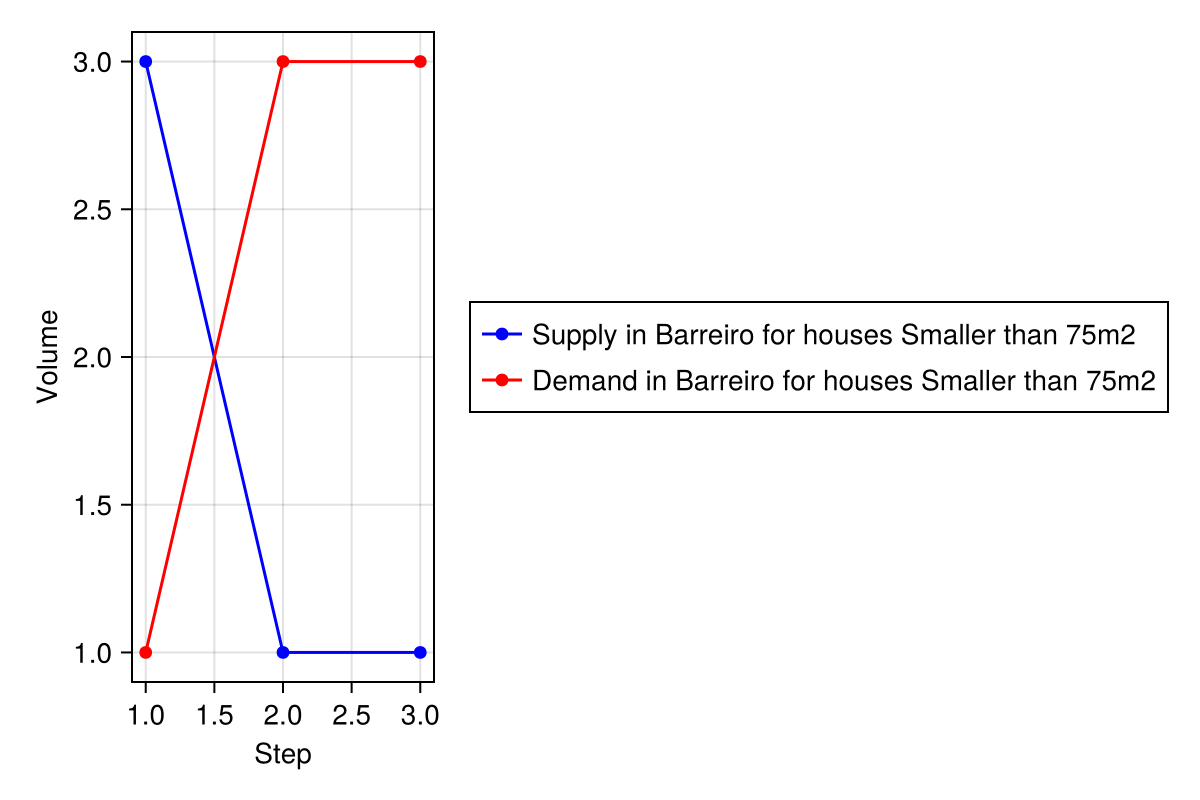 3.0
2.5
2.0
1.5
1.0
Volume
1.0 1.5 2.0 2.5 3.0
Step
Supply in Barreiro for houses Smaller than 75m2
Demand in Barreiro for houses Smaller than 75m2